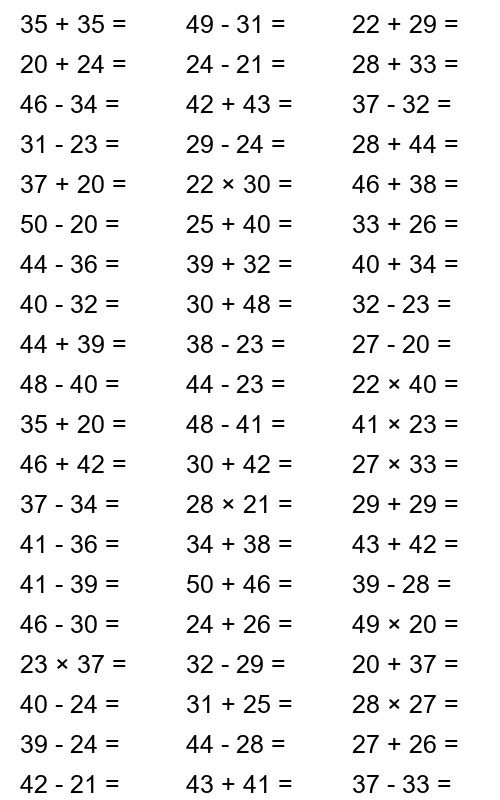 35 + 35 = 49 - 31 = 22 + 29 =
20 + 24 = 24 - 21 = 28 + 33 =
46 - 34 = 42 + 43 = 37 - 32 =
31 - 23 = 29 - 24 = 28 + 44 =
37 + 20 = 22 × 30 = 46 + 38 =
50 - 20 = 25 + 40 = 33 + 26 =
44 - 36 = 39 + 32 = 40 + 34 =
40 - 32 = 30 + 48 = 32 - 23 =
44 + 39 = 38 - 23 = 27 - 20 =
48 - 40 = 44 - 23 = 22 × 40 =
35 + 20 = 48 - 41 = 41 × 23 =
46 + 42 = 30 + 42 = 27 × 33 =
37 - 34 = 28 × 21 = 29 + 29 =
41 - 36 = 34 + 38 = 43 + 42 =
41 - 39 = 50 + 46 = 39 - 28 =
46 - 30 = 24 + 26 = 49 × 20 =
23 × 37 = 32 - 29 = 20 + 37 =
40 - 24 = 31 + 25 = 28 × 27 =
39 - 24 = 44 - 28 = 27 + 26 =
42 - 21 = 43 + 41 = 37 - 33 =